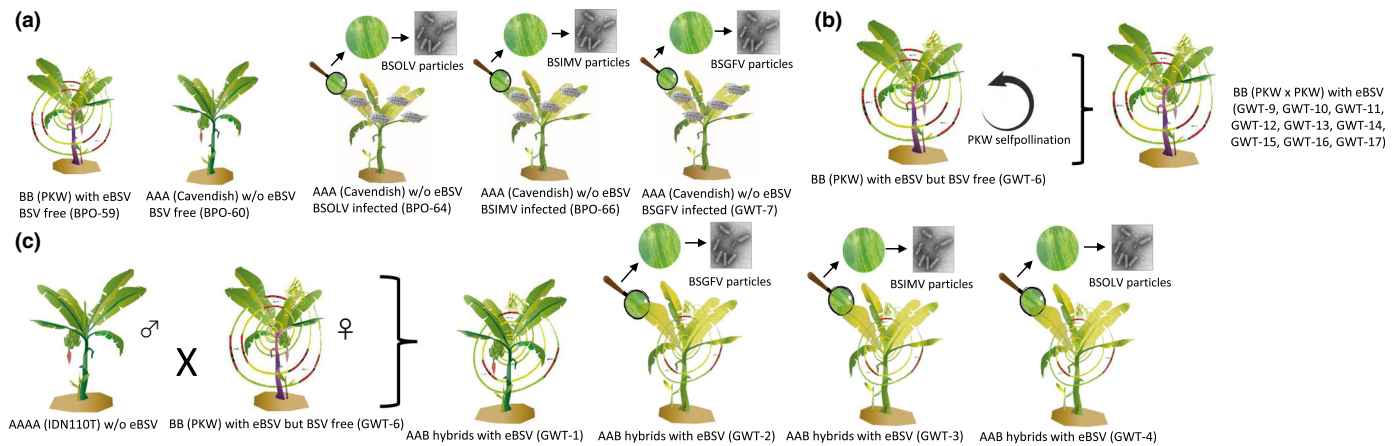 (a)
BSOLV particles
BSIMV particles
BSGFV particles
BB (PKW) with eBSV
BSV free (BPO-59)
AAA (Cavendish) w/o eBSV
BSV free (BPO-60)
AAA (Cavendish) w/o eBSV
BSOLV infected (BPO-64)
AAA (Cavendish) w/o eBSV
BSIMV infected (BPO-66)
AAA (Cavendish) w/o eBSV
BSGFV infected (GWT-7)
(b)
PKW selfpollination
BB (PKW) with eBSV but BSV free (GWT-6)
BB (PKW x PKW) with eBSV
(GWT-9, GWT-10, GWT-11,
GWT-12, GWT-13, GWT-14,
GWT-15, GWT-16, GWT-17)
(c)
♂
X
♀
BSGFV particles
BSIMV particles
BSOLV particles
AAAA (IDN110T) w/o eBSV
BB (PKW) with eBSV but BSV free (GWT-6)
AAB hybrids with eBSV (GWT-1)
AAB hybrids with eBSV (GWT-2)
AAB hybrids with eBSV (GWT-3)
AAB hybrids with eBSV (GWT-4)